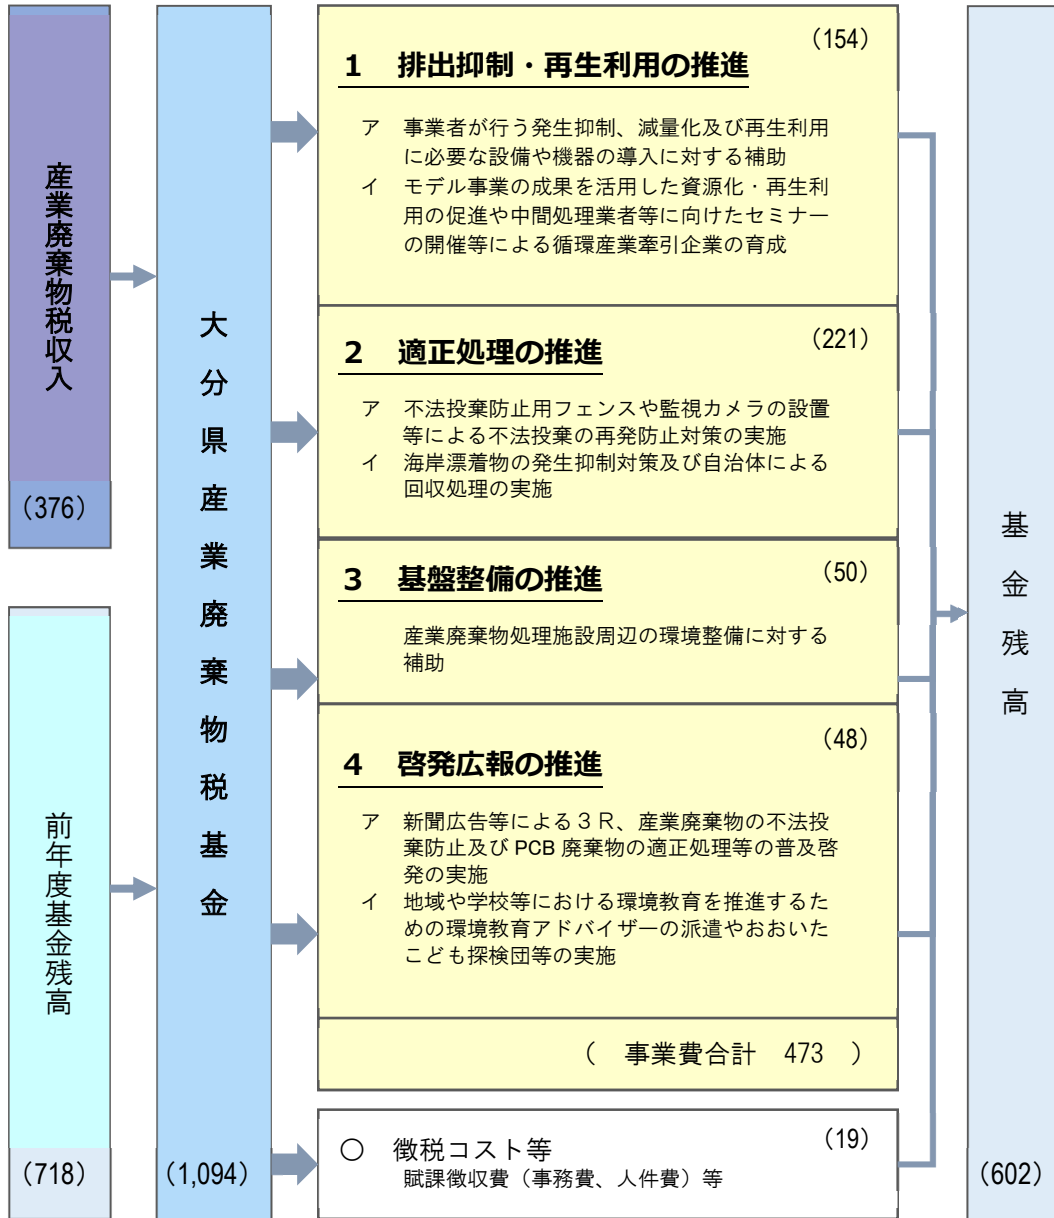 産業廃棄物税収入
(376)
前年度基金残高
(718)
大分県産業廃棄物税基金
(1,094)
(154)
1 排出抑制・再生利用の推進
ア 事業者が行う発生抑制、減量化及び再生利用
に必要な設備や機器の導入に対する補助
イ モデル事業の成果を活用した資源化・再生利
用の促進や中間処理業者等に向けたセミナー
の開催等による循環産業牽引企業の育成
(221)
2 適正処理の推進
ア 不法投棄防止用フェンスや監視カメラの設置
等による不法投棄の再発防止対策の実施
イ 海岸漂着物の発生抑制対策及び自治体による
回収処理の実施
(50)
3 基盤整備の推進
産業廃棄物処理施設周辺の環境整備に対する
補助
(48)
4 啓発広報の推進
ア 新聞広告等による3R、産業廃棄物の不法投
棄防止及び PCB 廃棄物の適正処理等の普及啓
発の実施
イ 地域や学校等における環境教育を推進するた
めの環境教育アドバイザーの派遣やおおいた
こども探検団等の実施
( 事業費合計 473 )
(19)
○ 徴税コスト等
賦課徴収費(事務費、人件費)等
基金残高
(602)